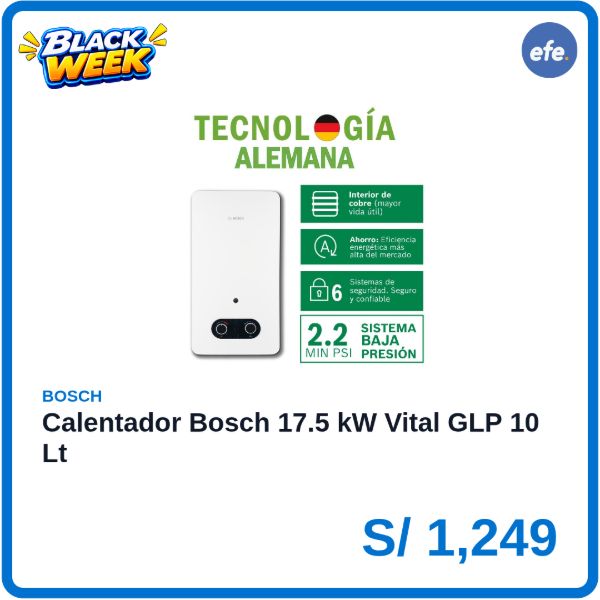 BLACK
WEEK
efe.
TECNOLOGÍA
ALEMANA
BOSCH
Interior de
cobre (mayor
vida útil)
Ahorro: Eficiencia
energética más
alta del mercado
6
Sistemas de
seguridad. Seguro
y confiable
2.2
MIN PSI
SISTEMA
BAJA
PRESIÓN
BOSCH
Calentador Bosch 17.5 kW Vital GLP 10
Lt
S/ 1,249